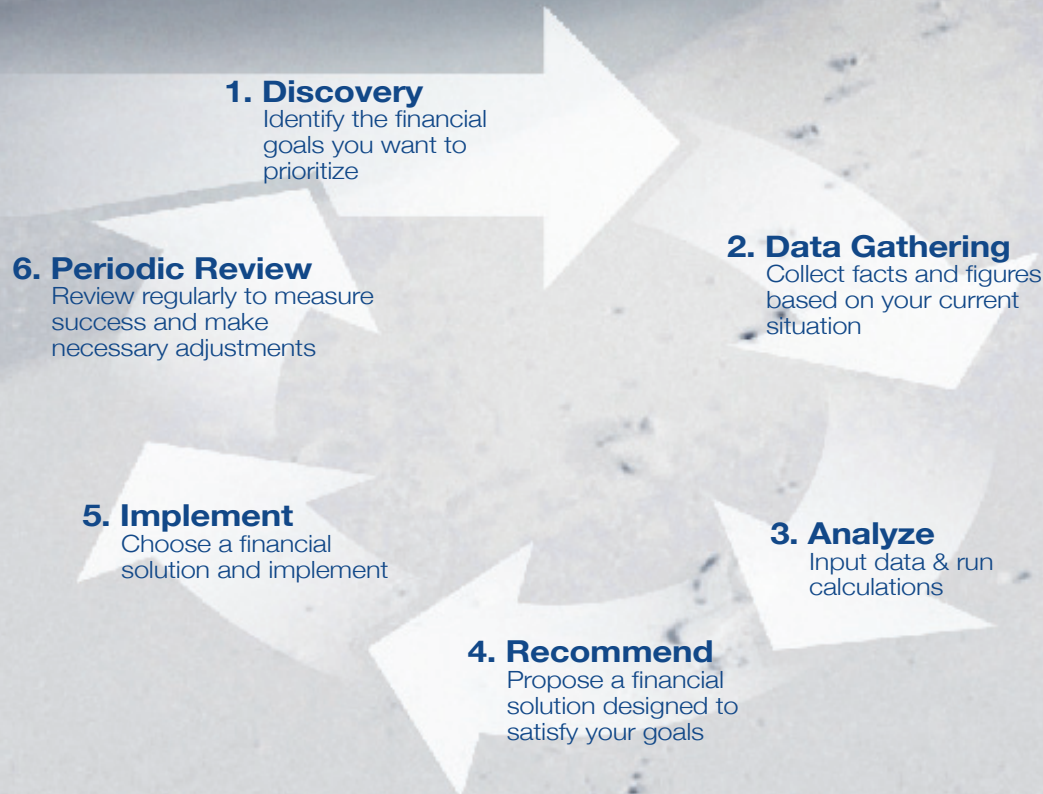 1. Discovery
Identify the financial
goals you want to
prioritize
2. Data Gathering
Collect facts and figures
based on your current
situation
3. Analyze
Input data & run
calculations
4. Recommend
Propose a financial
solution designed to
satisfy your goals
5. Implement
Choose a financial
solution and implement
6. Periodic Review
Review regularly to measure
success and make
necessary adjustments